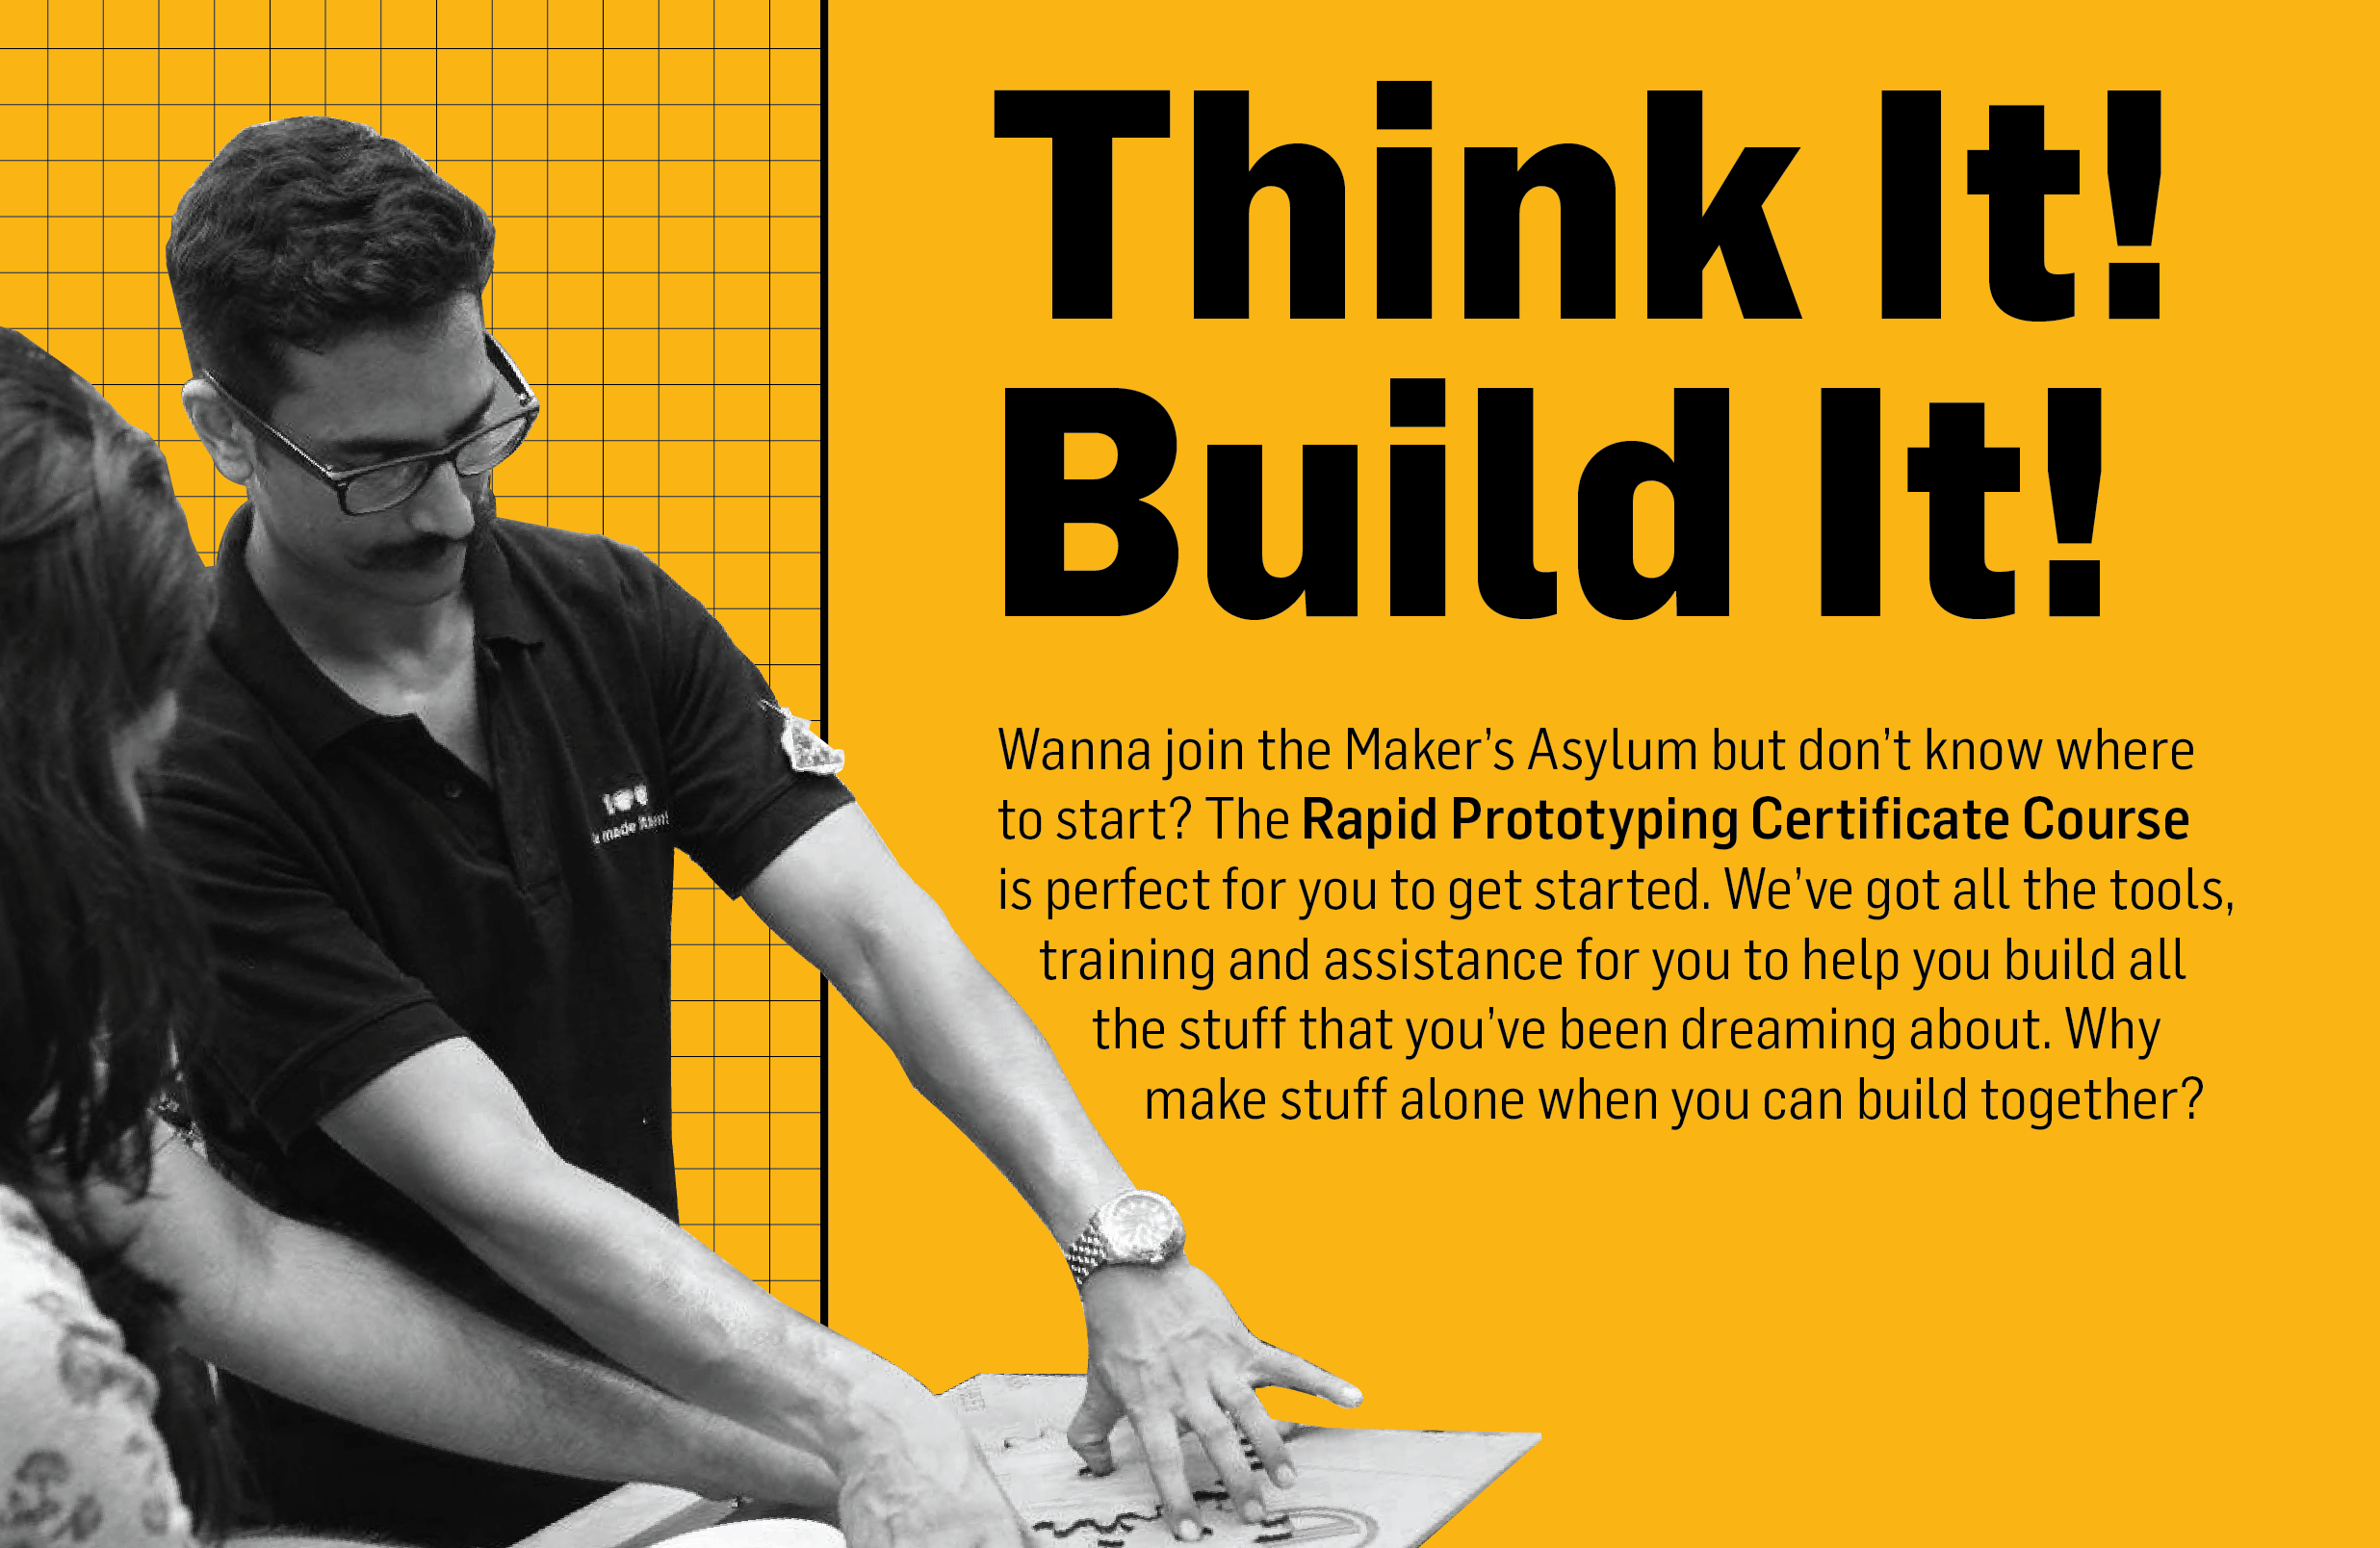 Think It!
Build It!
Wanna join the Maker’s Asylum but don’t know where
to start? The Rapid Prototyping Certificate Course
is perfect for you to get started. We’ve got all the tools,
training and assistance for you to help you build all
the stuff that you’ve been dreaming about. Why
make stuff alone when you can build together?
made